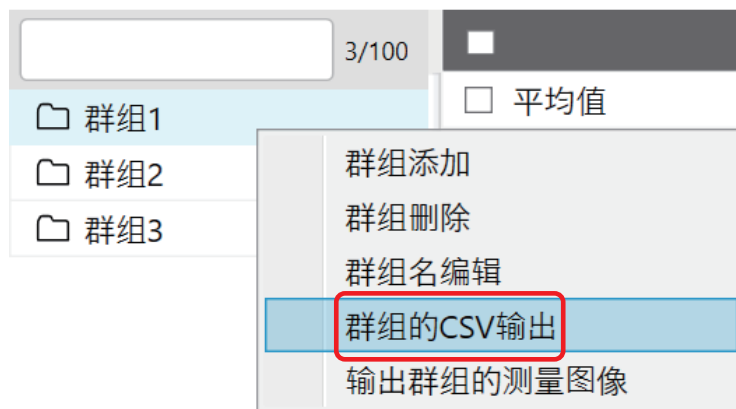 3/100
平均值
群组1
群组2
群组3
群组添加
群组删除
群组名编辑
群组的CSV输出
输出群组的测量图像